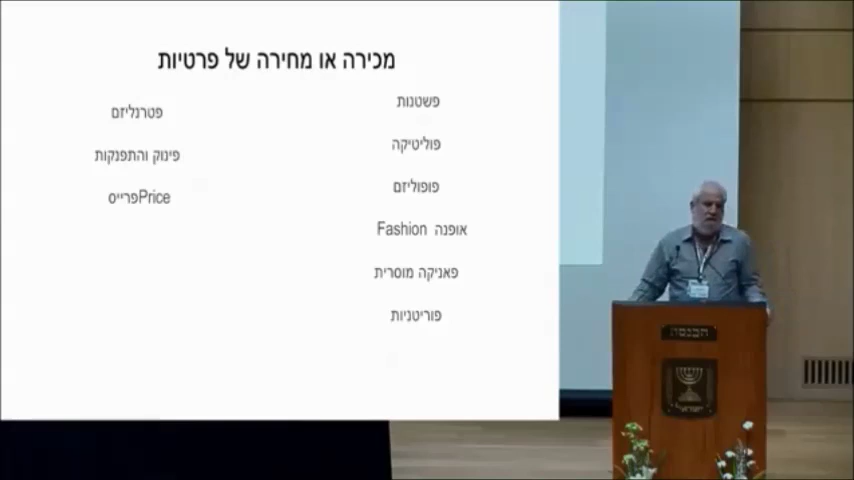 מכירה או מחירה של פרטיות
פשטנות
פוליטיקה
פופוליזם
אופנה Fashion
פאניקה מוסרית
פוריטניות
פטרנליזם
פינוק והתפנקות
Priceפרייס
הכנסת